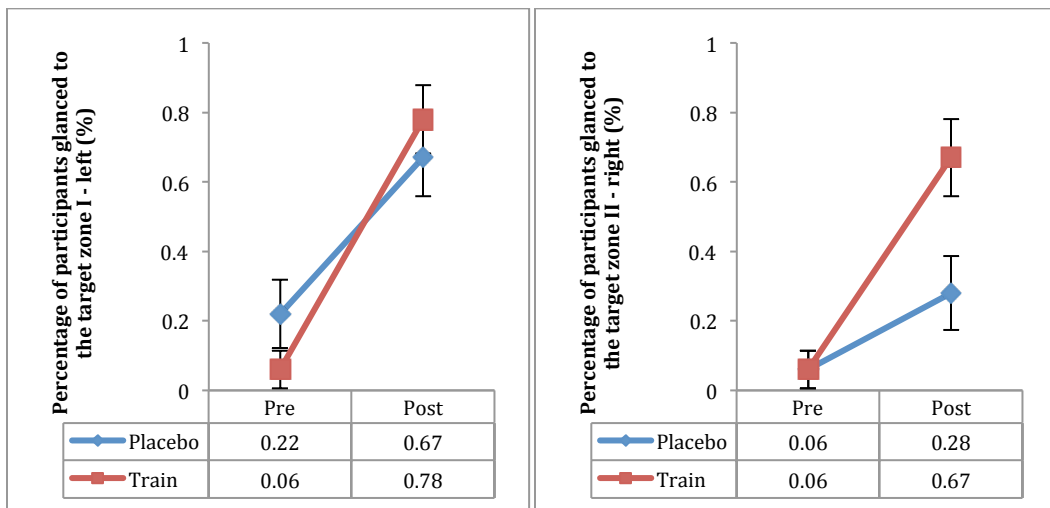 Percentage of participants glanced to
the target zone I - left (%)
1
0.8
0.6
0.4
0.2
0
Pre Post
Placebo 0.22 0.67
Train 0.06 0.78
Percentage of participants glanced to
the target zone II - right (%)
1
0.8
0.6
0.4
0.2
0
Pre Post
Placebo 0.06 0.28
Train 0.06 0.67